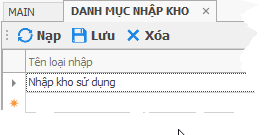 MAIN DANH MỤC NHẬP KHO
Nạp Lưu Xóa
Tên loại nhập
Nhập kho sử dụng